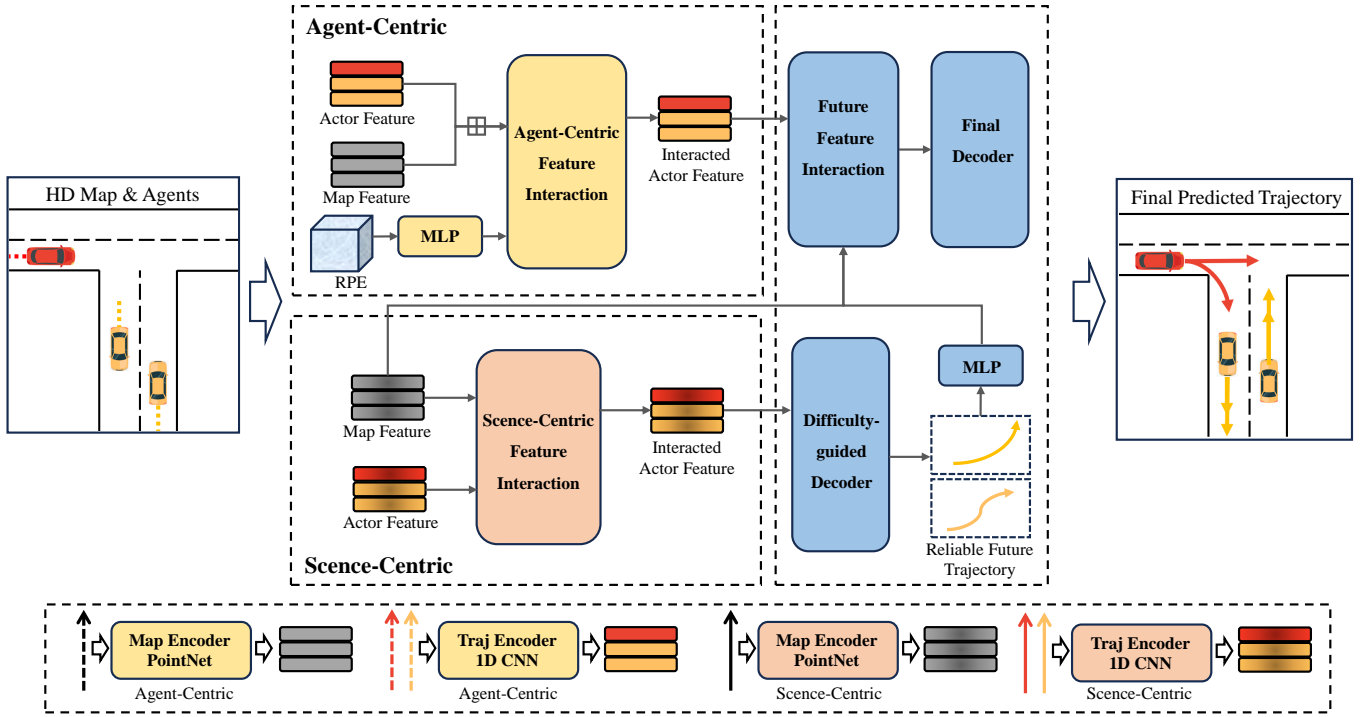 HD Map & Agents
Agent-Centric
Actor Feature
Map Feature
RPE
MLP
Agent-Centric
Feature
Interaction
Interacted
Actor Feature
Future
Feature
Interaction
Final
Decoder
Scence-Centric
Map Feature
Actor Feature
Scence-Centric
Feature
Interaction
Interacted
Actor Feature
Difficulty-
guided
Decoder
MLP
Reliable Future
Trajectory
Final Predicted Trajectory
Map Encoder
PointNet
Agent-Centric
Traj Encoder
1D CNN
Agent-Centric
Map Encoder
PointNet
Scence-Centric
Traj Encoder
1D CNN
Scence-Centric